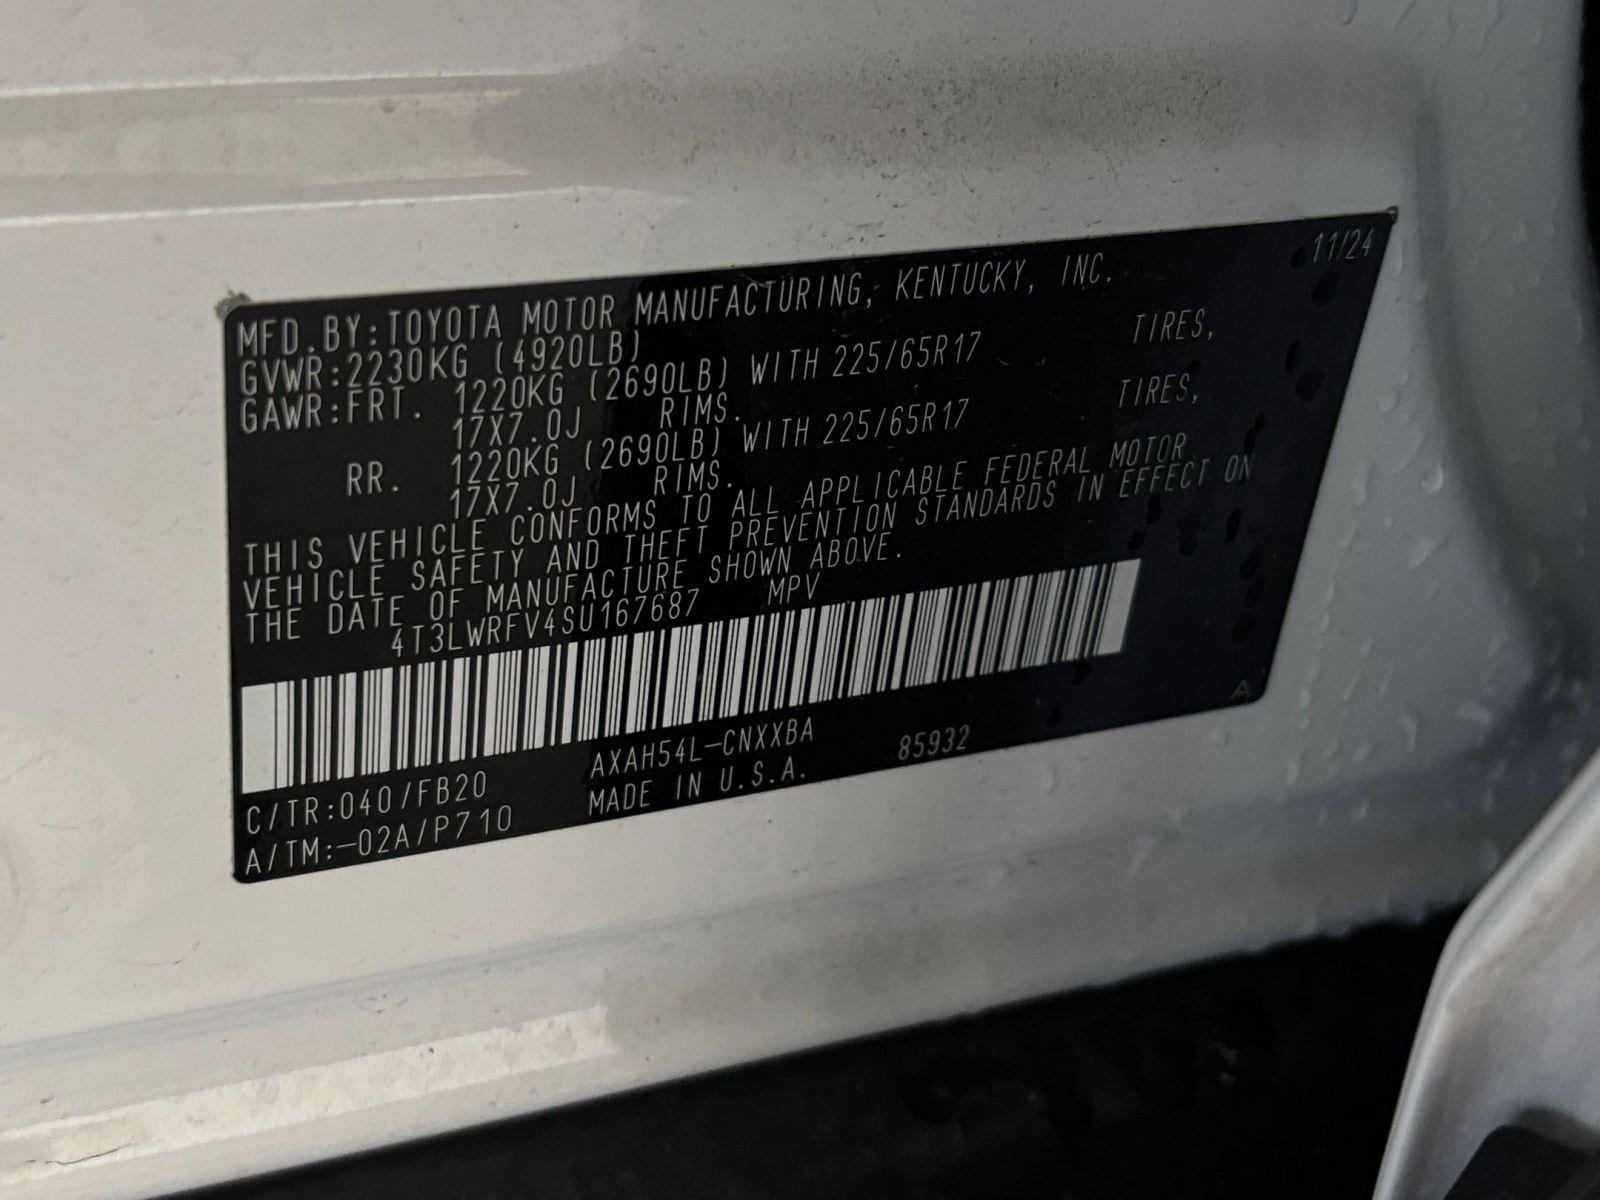 11/24
MFD.BY:TOYOTA MOTOR MANUFACTURING, KENTUCKY, INC.
GVWR:2230KG (4920LB)
GAWR:FRT. 1220KG (2690LB) WITH 225/65R17 TIRES,
17X7.0J RIMS.
RR. 1220KG (2690LB) WITH 225/65R17 TIRES,
17X7.0J RIMS.
THIS VEHICLE CONFORMS TO ALL APPLICABLE FEDERAL MOTOR
VEHICLE SAFETY AND THEFT PREVENTION STANDARDS IN EFFECT ON
THE DATE OF MANUFACTURE SHOWN ABOVE.
4T3LWRFV4SU167687 MPV
A
C/TR:040/FB20 AXAH54L-CNXXBA 85932
A/TM:-02A/P710 MADE IN U.S.A.